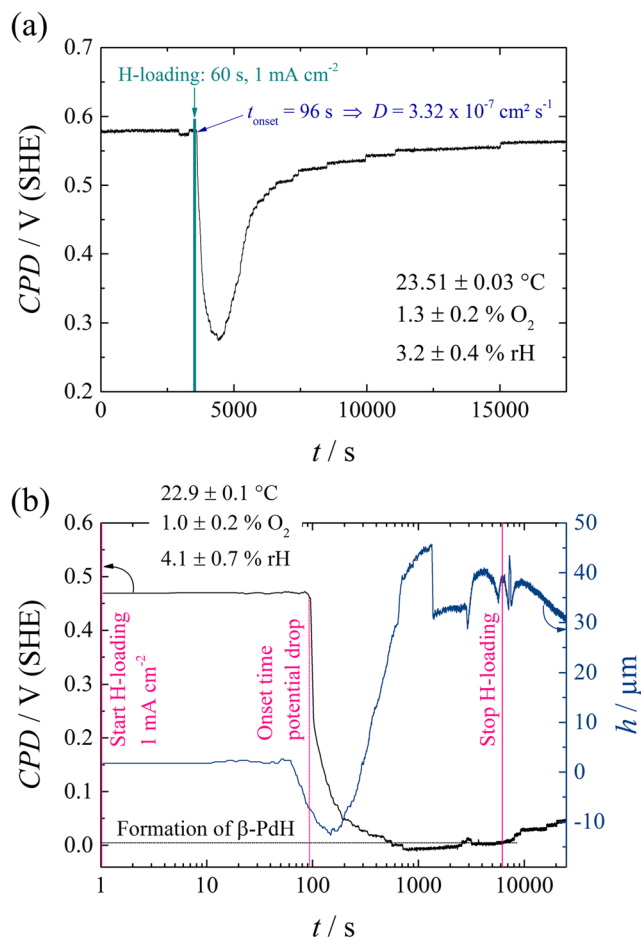 (a)
0.7
0.6
0.5
0.4
0.3
0.2
CPD / V (SHE)
H-loading: 60 s, 1 mA cm⁻²
t_onset = 96 s ⇒ D = 3.32 x 10⁻⁷ cm² s⁻¹
23.51 ± 0.03 °C
1.3 ± 0.2 % O₂
3.2 ± 0.4 % rH
0 5000 10000 15000
t / s
(b)
22.9 ± 0.1 °C
1.0 ± 0.2 % O₂
4.1 ± 0.7 % rH
0.6
0.5
0.4
0.3
0.2
0.1
0.0
CPD / V (SHE)
Start H-loading
1 mA cm⁻²
Onset time
potential drop
Stop H-loading
Formation of β-PdH
50
40
30
20
10
0
-10
h / µm
1 10 100 1000 10000
t / s